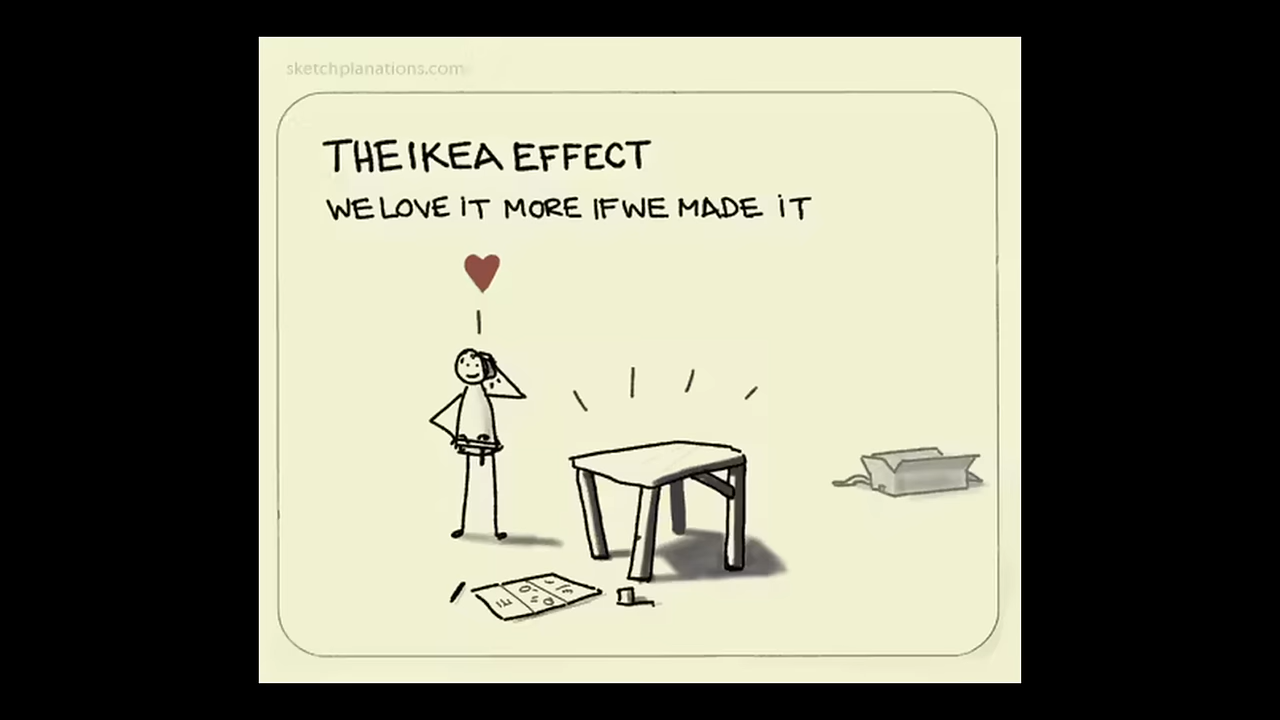 sketchplanations.com
THE IKEA EFFECT
WE LOVE IT MORE IF WE MADE IT